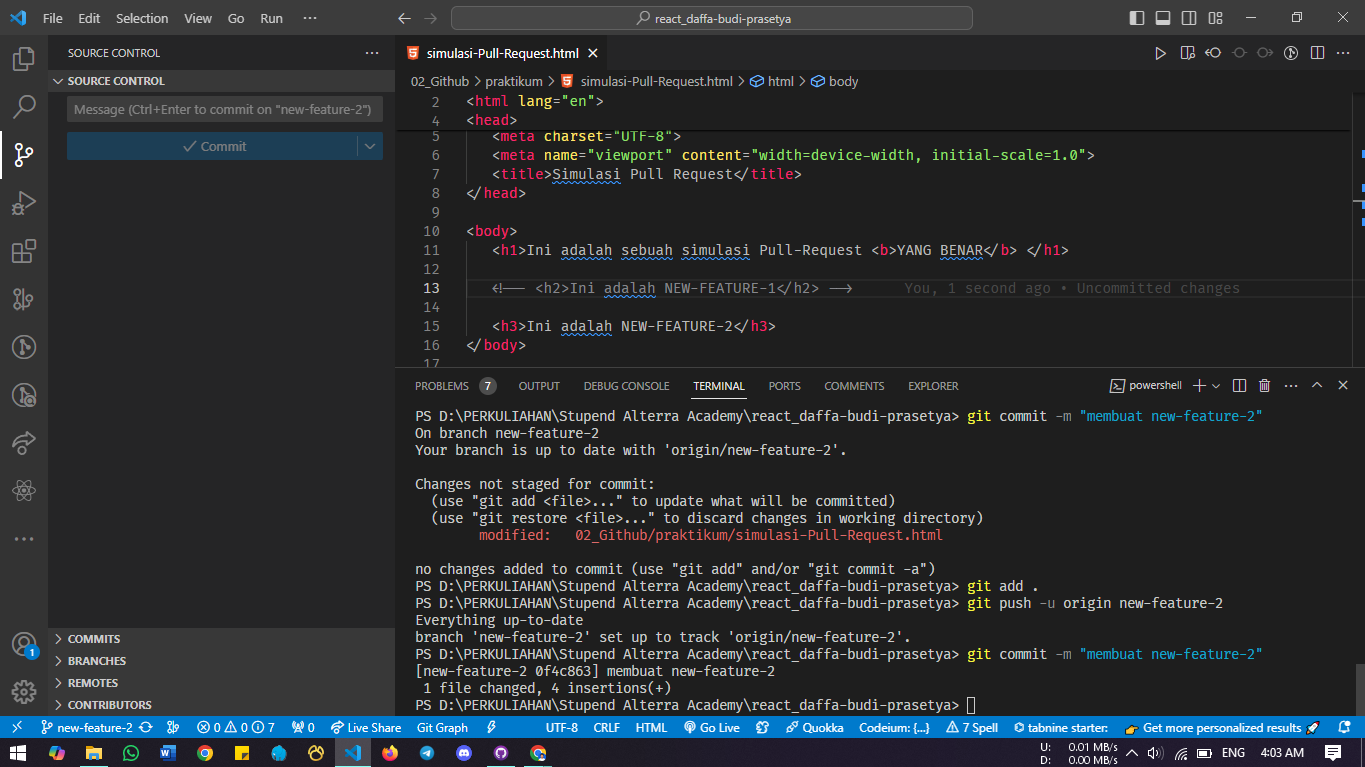 File Edit Selection View Go Run ···
react_daffa-budi-prasetya
SOURCE CONTROL ···
SOURCE CONTROL
Message (Ctrl+Enter to commit on "new-feature-2")
Commit
COMMITS
BRANCHES
REMOTES
CONTRIBUTORS
1
simulasi-Pull-Request.html
02_Github > praktikum > simulasi-Pull-Request.html > html > body
2 <html lang="en">
4 <head>
5 <meta charset="UTF-8">
6 <meta name="viewport" content="width=device-width, initial-scale=1.0">
7 <title>Simulasi Pull Request</title>
8 </head>
9
10 <body>
11 <h1>Ini adalah sebuah simulasi Pull-Request <b>YANG BENAR</b> </h1>
12
13 <!-- <h2>Ini adalah NEW-FEATURE-1</h2> --> You, 1 second ago • Uncommitted changes
14
15 <h3>Ini adalah NEW-FEATURE-2</h3>
16 </body>
17
PROBLEMS 7 OUTPUT DEBUG CONSOLE TERMINAL PORTS COMMENTS EXPLORER powershell
PS D:\PERKULIAHAN\Stupend Alterra Academy\react_daffa-budi-prasetya> git commit -m "membuat new-feature-2"
On branch new-feature-2
Your branch is up to date with 'origin/new-feature-2'.
Changes not staged for commit:
(use "git add <file>..." to update what will be committed)
(use "git restore <file>..." to discard changes in working directory)
modified: 02_Github/praktikum/simulasi-Pull-Request.html
no changes added to commit (use "git add" and/or "git commit -a")
PS D:\PERKULIAHAN\Stupend Alterra Academy\react_daffa-budi-prasetya> git add .
PS D:\PERKULIAHAN\Stupend Alterra Academy\react_daffa-budi-prasetya> git push -u origin new-feature-2
Everything up-to-date
branch 'new-feature-2' set up to track 'origin/new-feature-2'.
PS D:\PERKULIAHAN\Stupend Alterra Academy\react_daffa-budi-prasetya> git commit -m "membuat new-feature-2"
[new-feature-2 0f4c863] membuat new-feature-2
1 file changed, 4 insertions(+)
PS D:\PERKULIAHAN\Stupend Alterra Academy\react_daffa-budi-prasetya>
new-feature-2 0 0 7 0 Live Share Git Graph UTF-8 CRLF HTML Go Live Quokka Codeium: {...} 7 Spell tabnine starter: 👉 Get more personalized results 🚀
U: 0.01 MB/s
D: 0.00 MB/s
ENG 4:03 AM